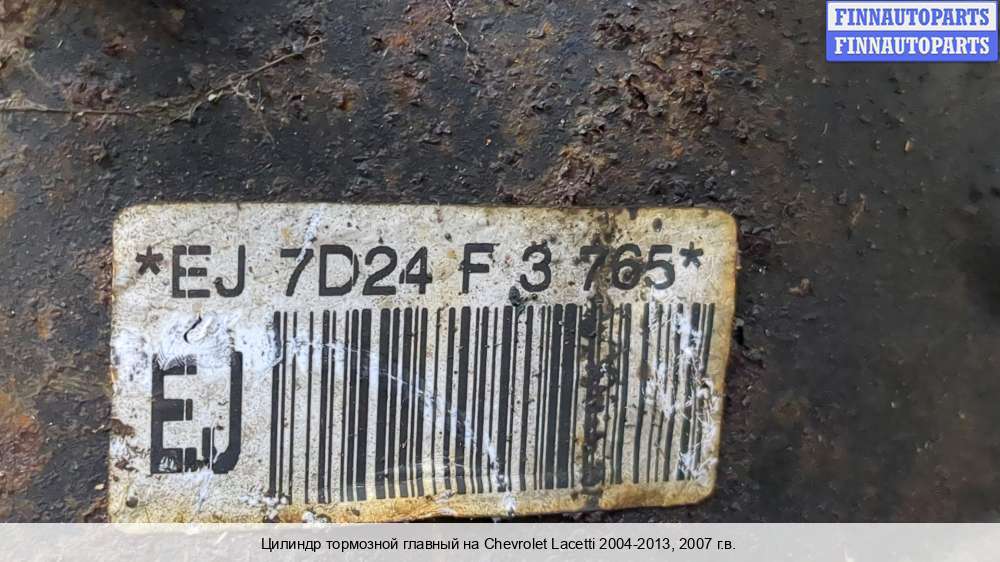 FINNAUTOPARTS
FINNAUTOPARTS
*EJ 7D24 F 3 765*
EJ
Цилиндр тормозной главный на Chevrolet Lacetti 2004-2013, 2007 г.в.